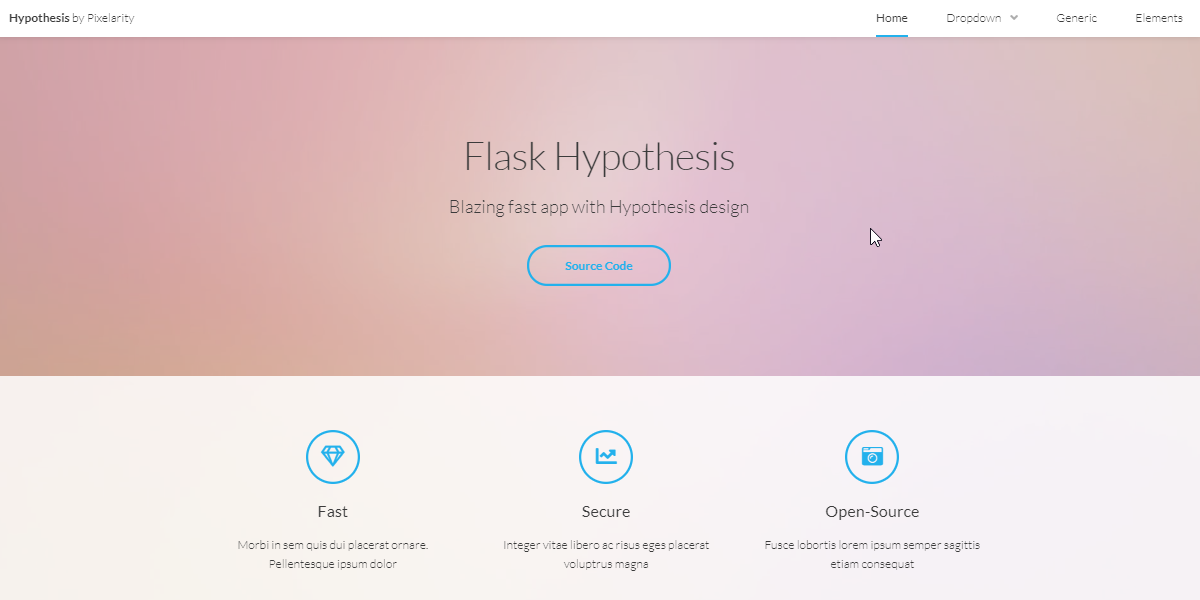 Hypothesis by Pixelarity
Home Dropdown Generic Elements
Flask Hypothesis
Blazing fast app with Hypothesis design
Source Code
Fast
Morbi in sem quis dui placerat ornare.
Pellentesque ipsum dolor
Secure
Integer vitae libero ac risus eges placerat
voluptrus magna
Open-Source
Fusce lobortis lorem ipsum semper sagittis
etiam consequat